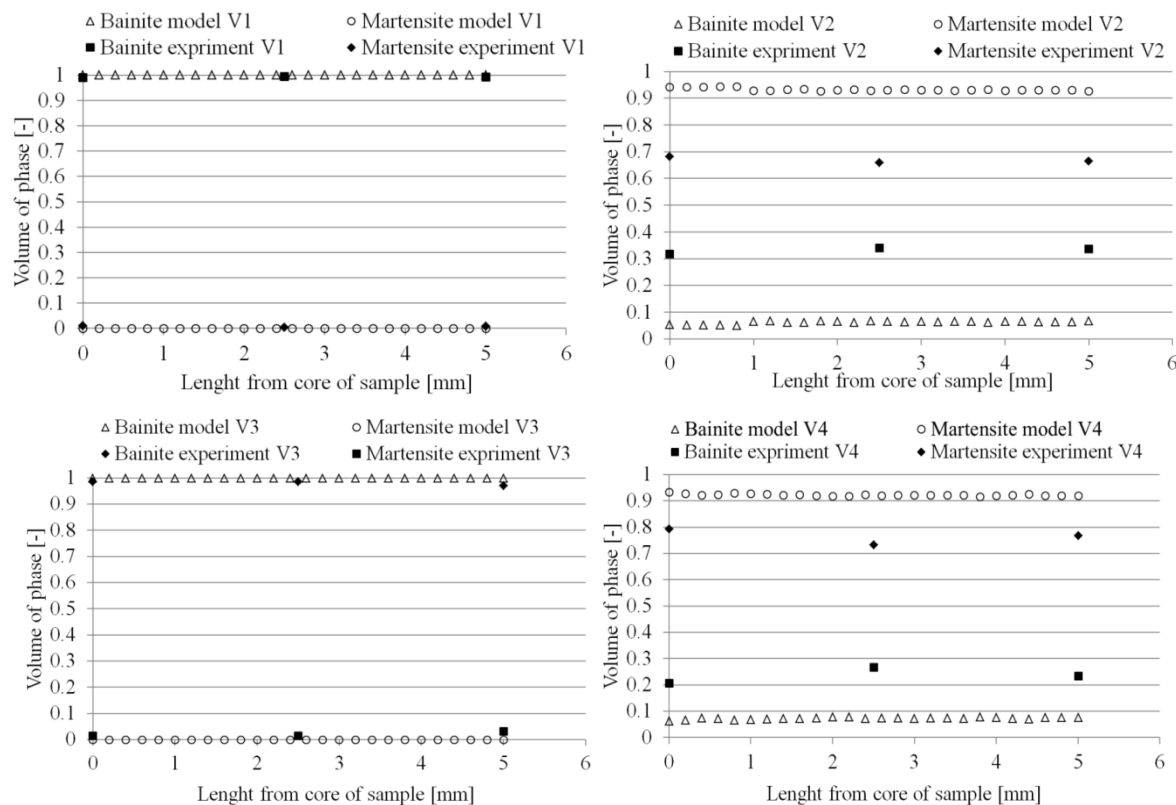 Bainite model V1 Martensite model V1
Bainite expriment V1 Martensite experiment V1
Volume of phase [-]
1
0.9
0.8
0.7
0.6
0.5
0.4
0.3
0.2
0.1
0
0 1 2 3 4 5 6
Lenght from core of sample [mm]
Bainite model V2 Martensite model V2
Bainite expriment V2 Martensite experiment V2
Volume of phase [-]
1
0.9
0.8
0.7
0.6
0.5
0.4
0.3
0.2
0.1
0
0 1 2 3 4 5 6
Lenght from core of sample [mm]
Bainite model V3 Martensite model V3
Bainite experiment V3 Martensite experiment V3
Volume of phase [-]
1
0.9
0.8
0.7
0.6
0.5
0.4
0.3
0.2
0.1
0
0 1 2 3 4 5 6
Lenght from core of sample [mm]
Bainite model V4 Martensite model V4
Bainite expriment V4 Martensite experiment V4
Volume of phase [-]
1
0.9
0.8
0.7
0.6
0.5
0.4
0.3
0.2
0.1
0
0 1 2 3 4 5 6
Lenght from core of sample [mm]